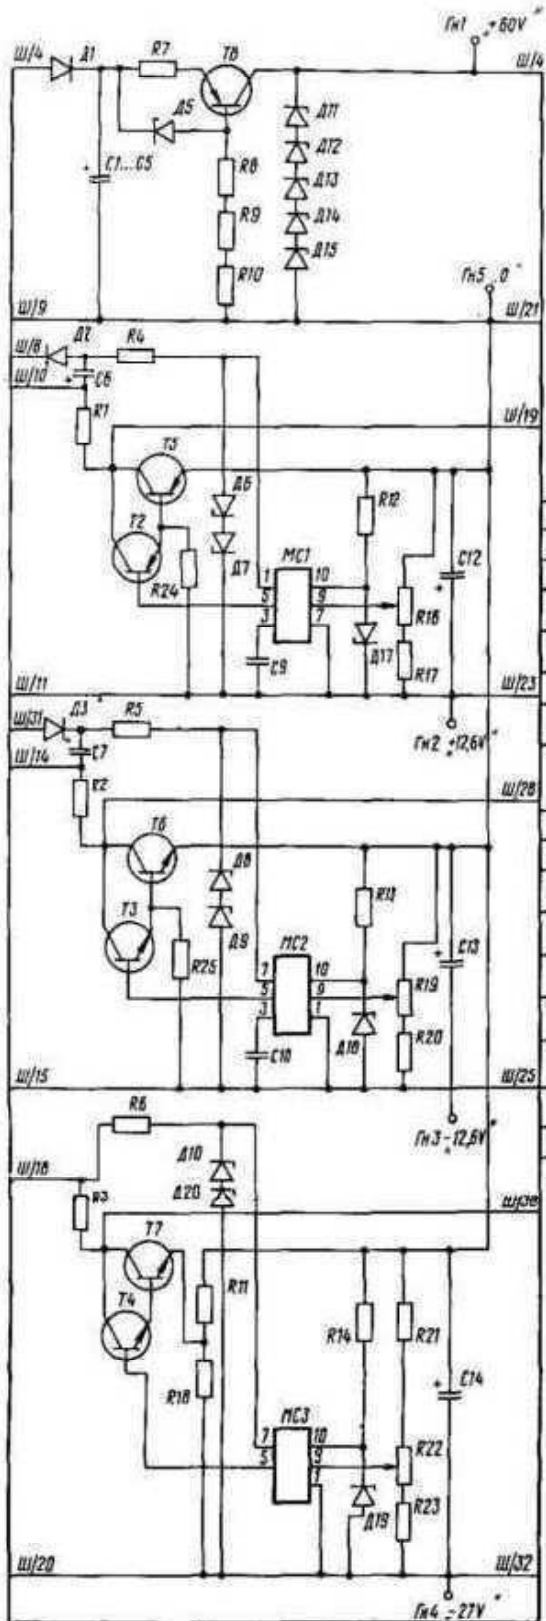 Гн1 „+60V"
Ш/4 Д1 R7 Т8 Ш/4
Д5 Д11
С1...С5 R8 Д12
R9 Д13
Д14
R10 Д15
Гн5 „0"
Ш/9 Ш/21
Ш/8 Д2 R4
Ш/10 С6
R1 Ш/19
Т5
Д6 R12
Т2 МС1 С12
R24 Д7 1 10
5 9 R16
3 7
С9 Д17 R17
Ш/11 Ш/23
Гн2 „+12,6V"
Ш/31 Д3 R5
Ш/14 С7
R2 Ш/28
Т6
Д8 R13
Т3 Д9 МС2 С13
R25 7 10
5 9 R19
3 1
С10 Д18 R20
Ш/15 Ш/25
Гн3 „-12,6V"
R6
Ш/18 Д10
R3 Д20
Т7
Т4 R11 R14 R21
С14
R18 МС3
7 10 R22
5 9
1
Д19 R23
Ш/20 Ш/32
Гн4 „-27V"